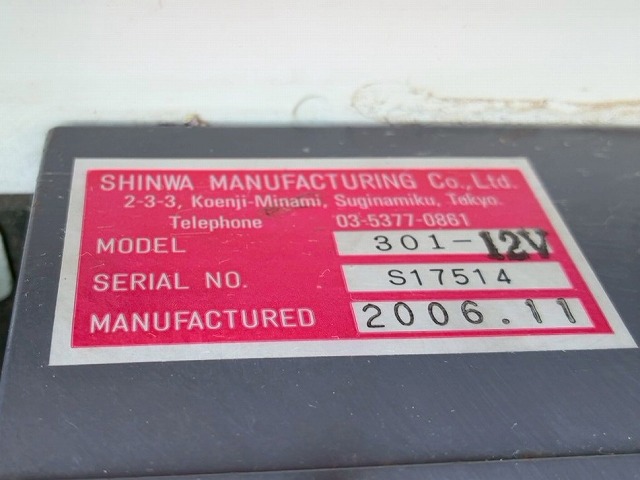 SHINWA MANUFACTURING Co., Ltd.
2-3-3, Koenji-Minami, Suginamiku, Tokyo.
Telephone 03-5377-0861
MODEL 301-12V
SERIAL NO. S17514
MANUFACTURED 2006.11